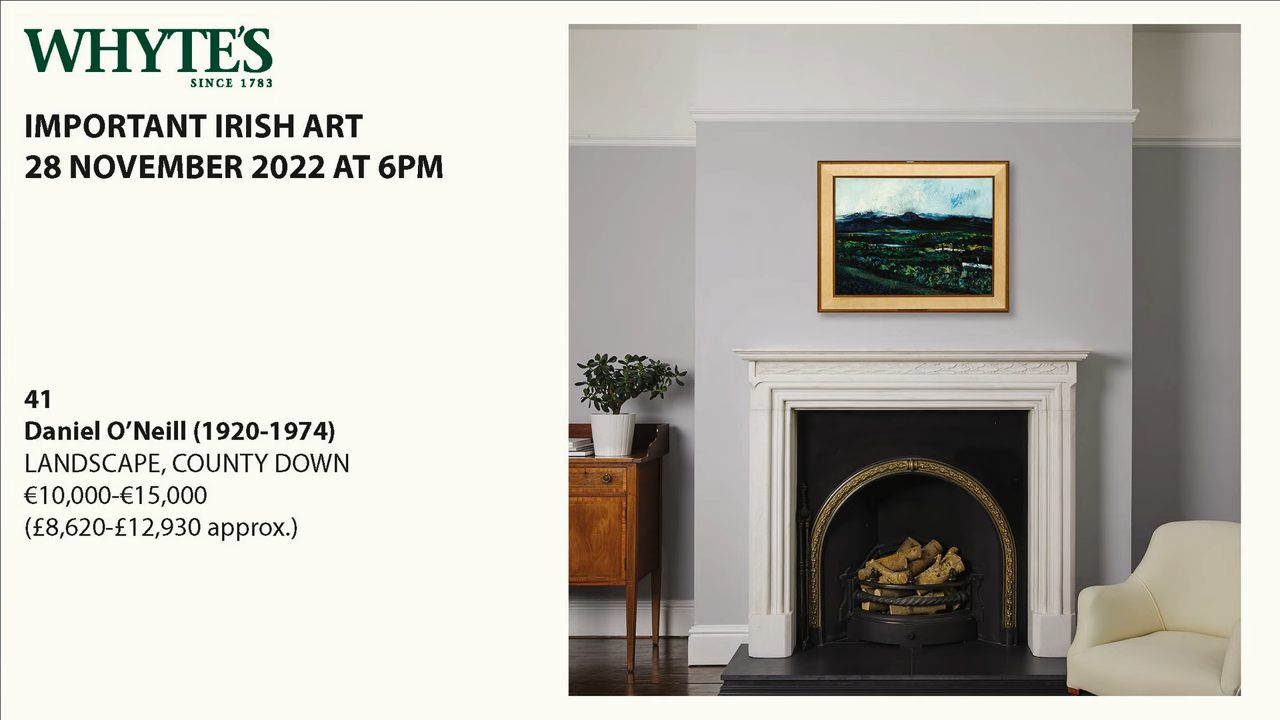 WHYTE'S
SINCE 1783
IMPORTANT IRISH ART
28 NOVEMBER 2022 AT 6PM
41
Daniel O’Neill (1920-1974)
LANDSCAPE, COUNTY DOWN
€10,000-€15,000
(£8,620-£12,930 approx.)